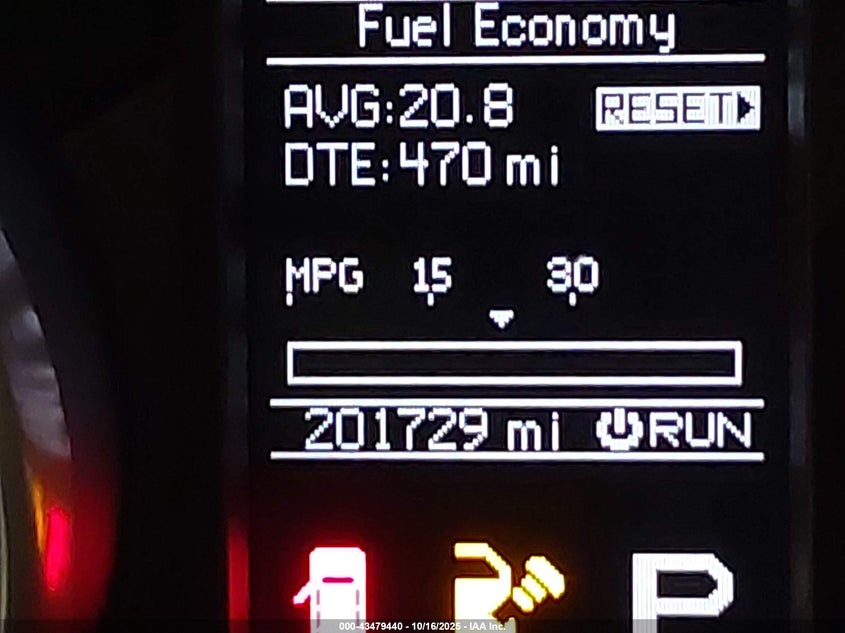 Fuel Economy
AVG:20.8 RESET
DTE:470 mi
MPG 15 30
201729 mi RUN
P
000-43479440 - 10/16/2025 - IAA Inc.